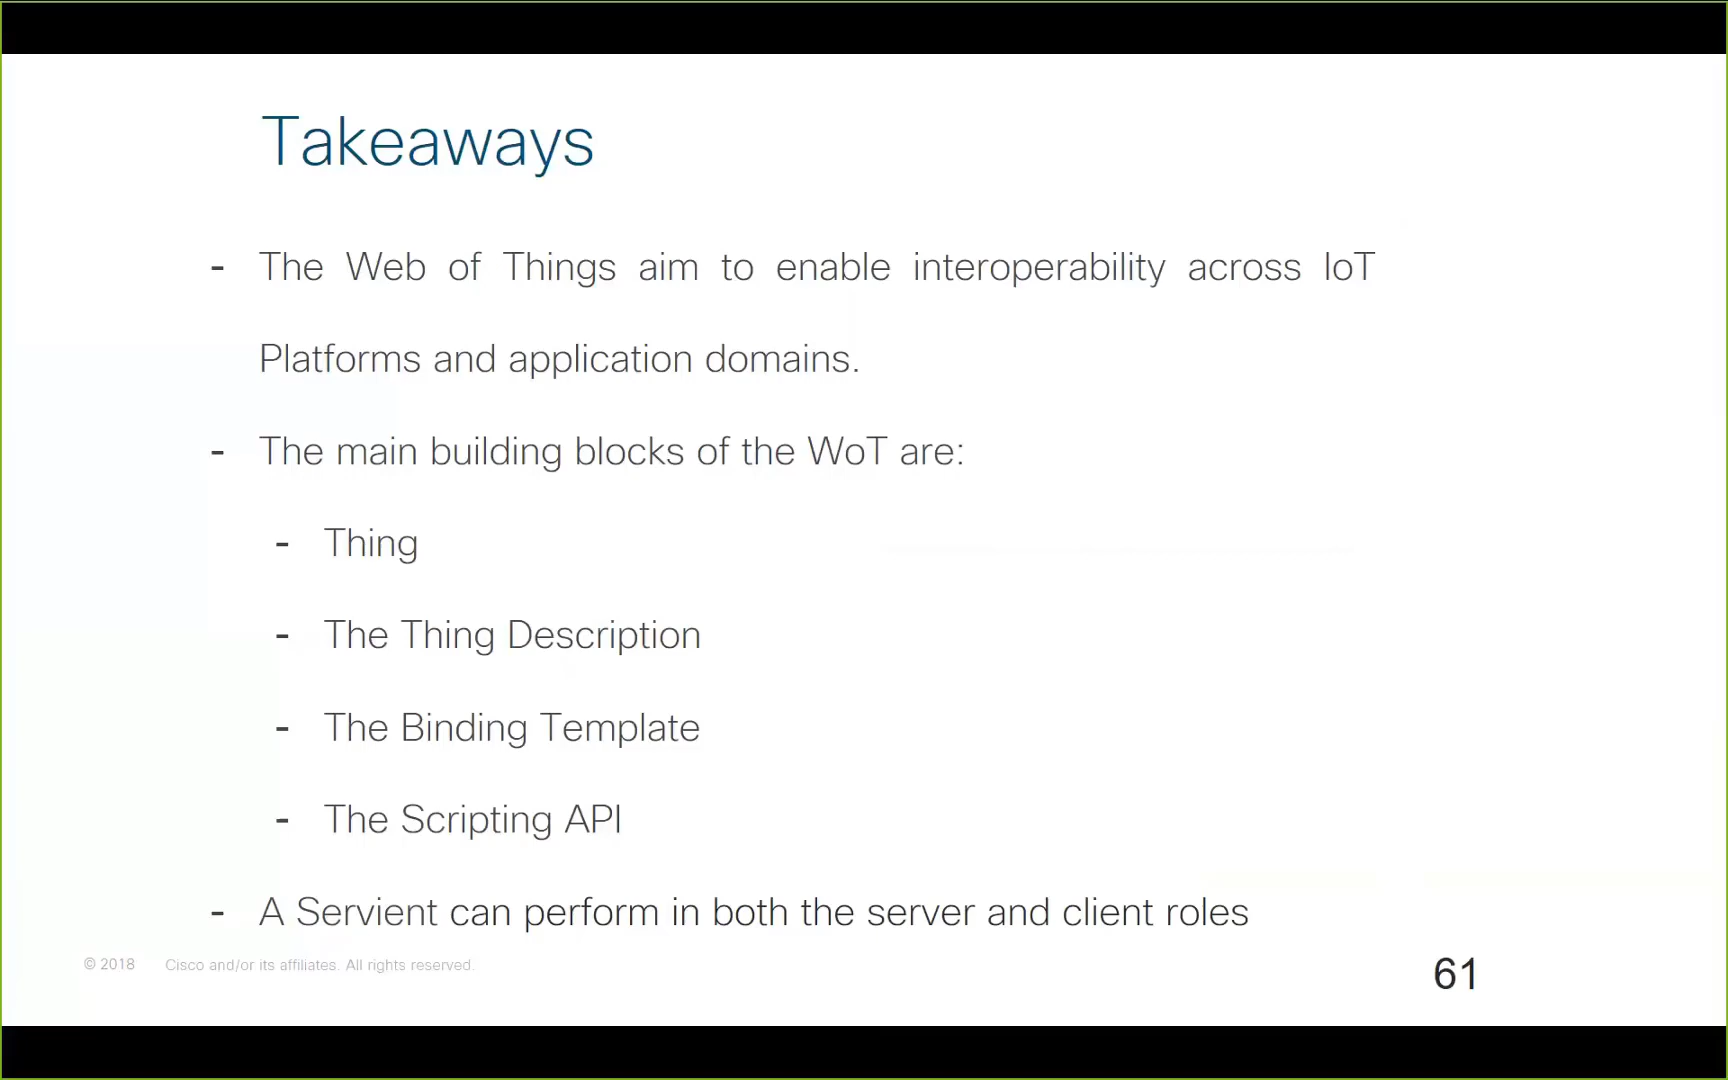 Takeaways
- The Web of Things aim to enable interoperability across IoT
Platforms and application domains.
- The main building blocks of the WoT are:
- Thing
- The Thing Description
- The Binding Template
- The Scripting API
- A Servient can perform in both the server and client roles
© 2018 Cisco and/or its affiliates. All rights reserved.
61